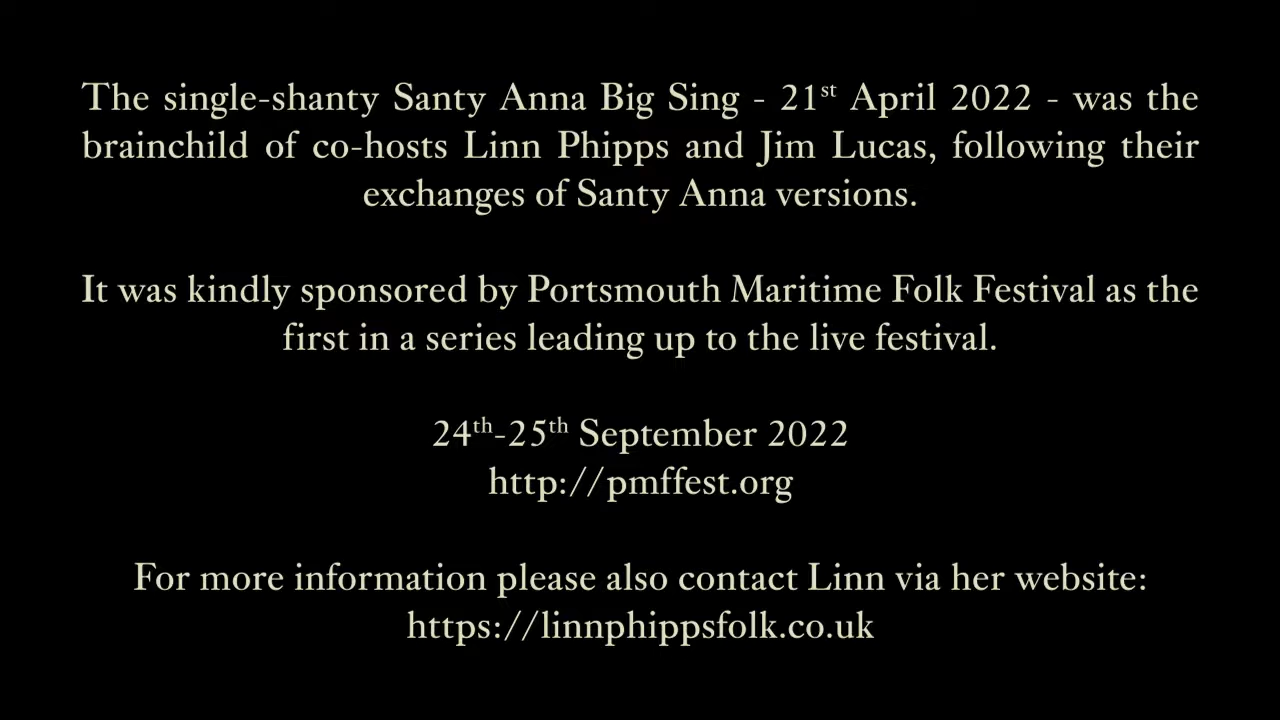 The single-shanty Santy Anna Big Sing - 21st April 2022 - was the
brainchild of co-hosts Linn Phipps and Jim Lucas, following their
exchanges of Santy Anna versions.
It was kindly sponsored by Portsmouth Maritime Folk Festival as the
first in a series leading up to the live festival.
24th-25th September 2022
http://pmffest.org
For more information please also contact Linn via her website:
https://linnphippsfolk.co.uk